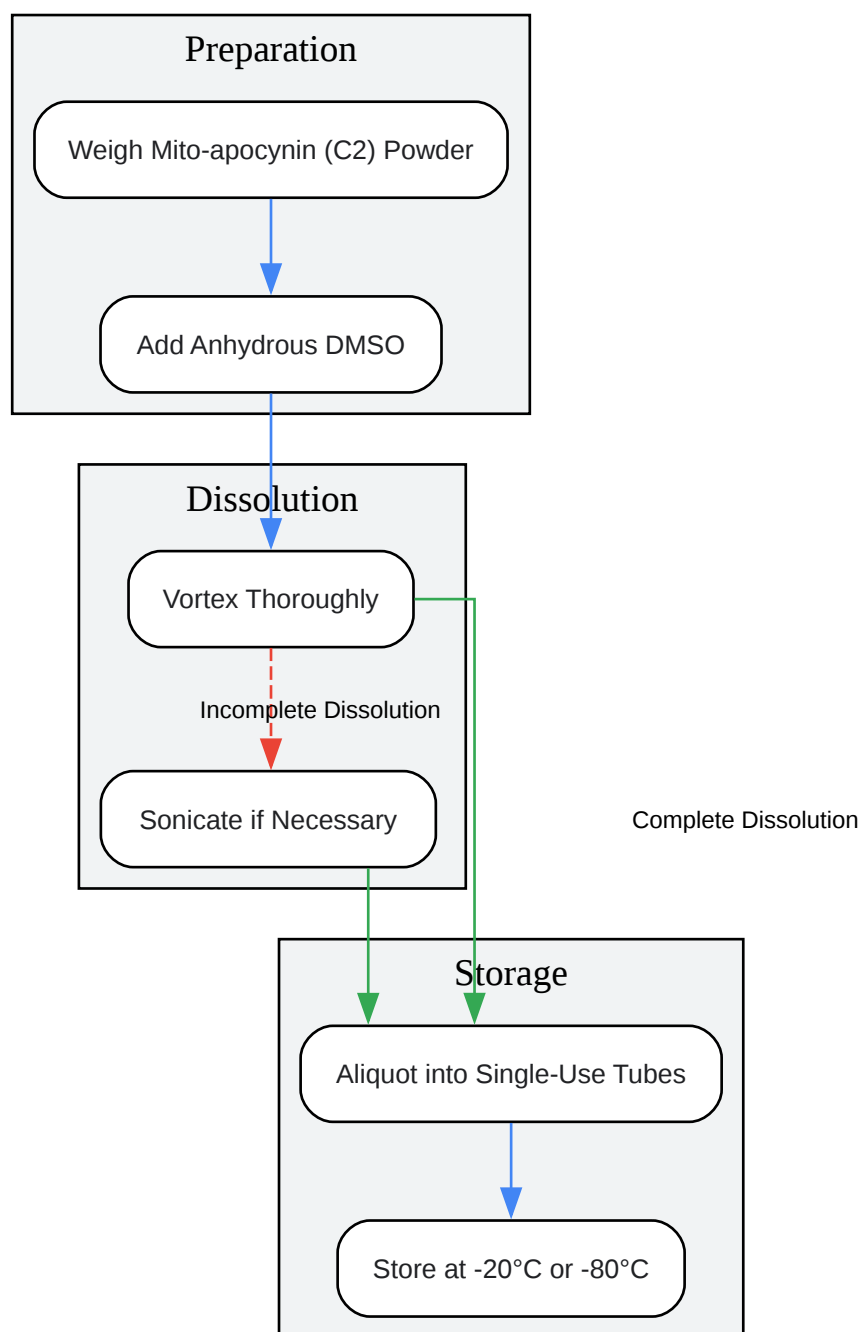 Preparation
Weigh Mito-apocynin (C2) Powder
Add Anhydrous DMSO
Dissolution
Vortex Thoroughly
Incomplete Dissolution
Sonicate if Necessary
Complete Dissolution
Storage
Aliquot into Single-Use Tubes
Store at -20°C or -80°C